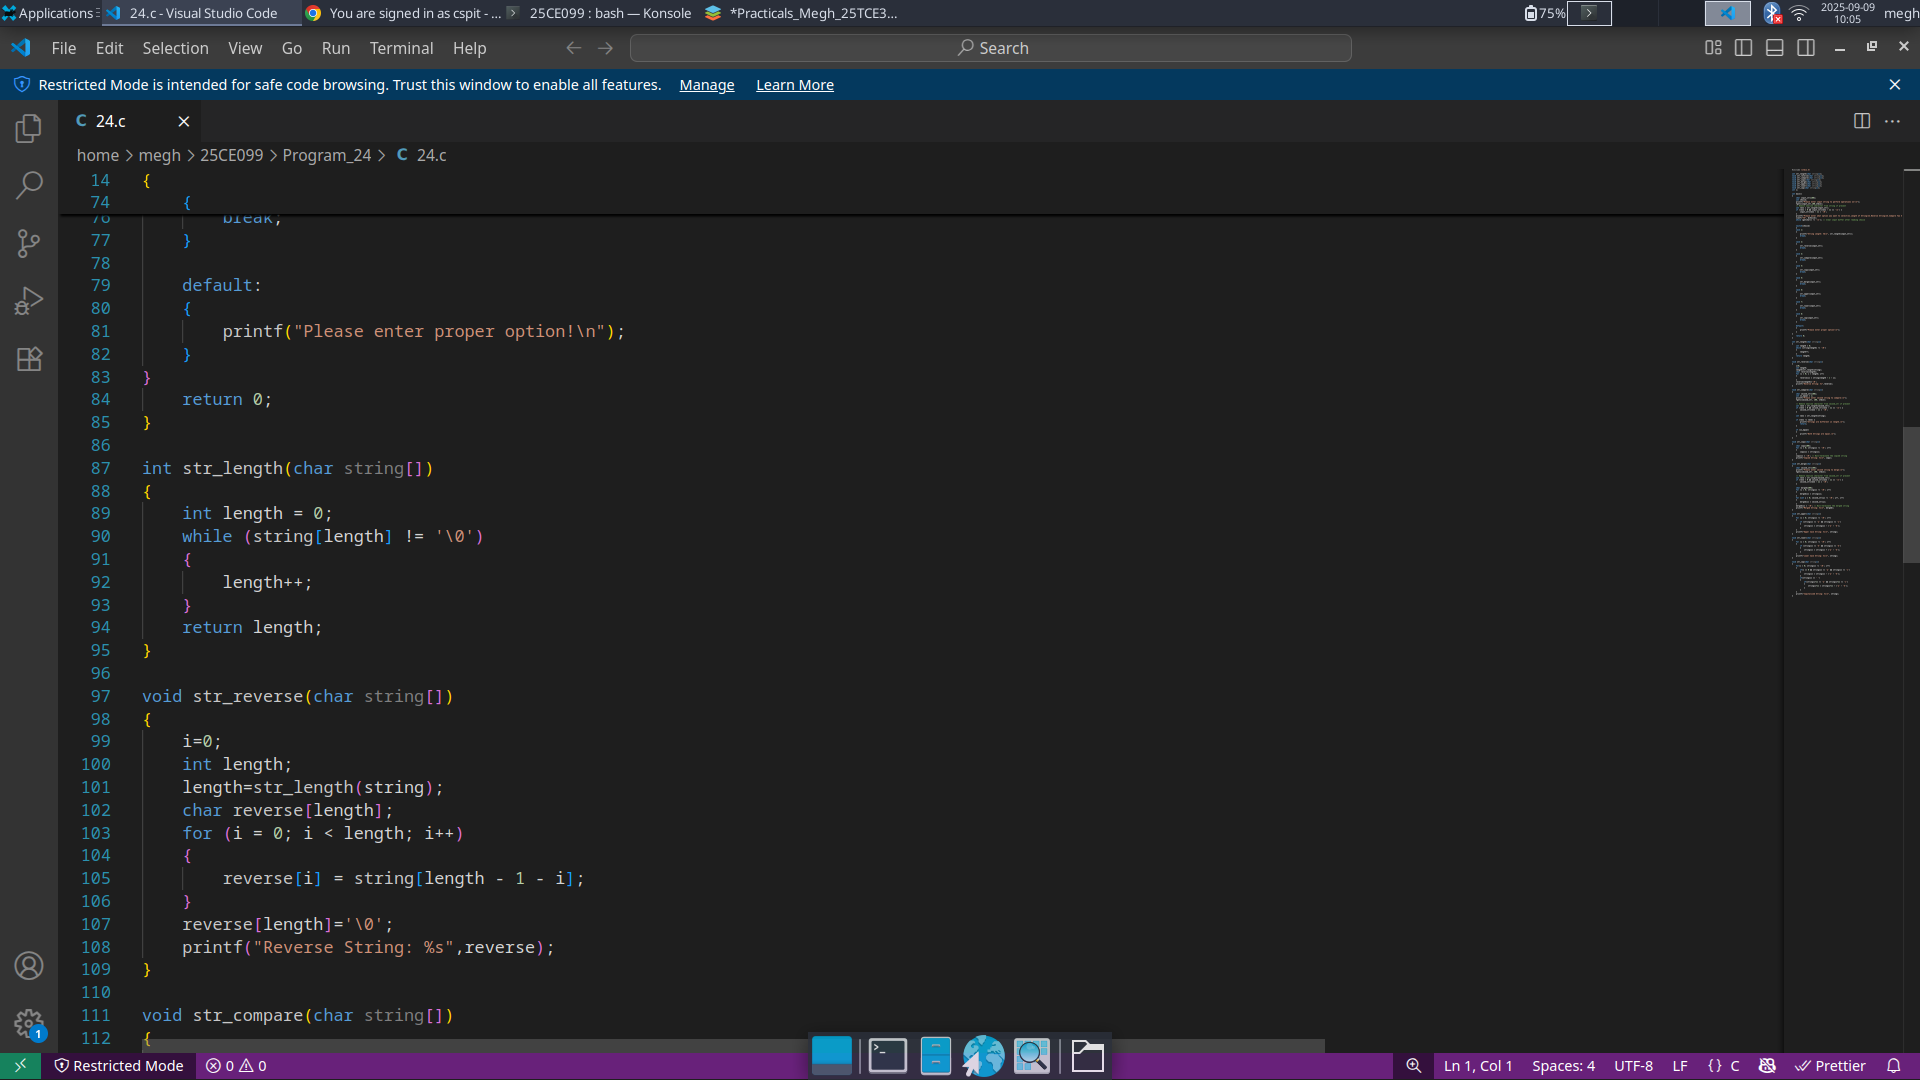 Applications
24.c - Visual Studio Code
You are signed in as cspit - ...
25CE099 : bash — Konsole
*Practicals_Megh_25TCE3...
75%
2025-09-09
10:05
megh
File Edit Selection View Go Run Terminal Help
Search
Restricted Mode is intended for safe code browsing. Trust this window to enable all features. Manage Learn More
C 24.c
home > megh > 25CE099 > Program_24 > C 24.c
14 {
74 {
76 break;
77 }
78
79 default:
80 {
81 printf("Please enter proper option!\n");
82 }
83 }
84 return 0;
85 }
86
87 int str_length(char string[])
88 {
89 int length = 0;
90 while (string[length] != '\0')
91 {
92 length++;
93 }
94 return length;
95 }
96
97 void str_reverse(char string[])
98 {
99 i=0;
100 int length;
101 length=str_length(string);
102 char reverse[length];
103 for (i = 0; i < length; i++)
104 {
105 reverse[i] = string[length - 1 - i];
106 }
107 reverse[length]='\0';
108 printf("Reverse String: %s",reverse);
109 }
110
111 void str_compare(char string[])
112 {
1
Restricted Mode 0 0 Ln 1, Col 1 Spaces: 4 UTF-8 LF {} C Prettier